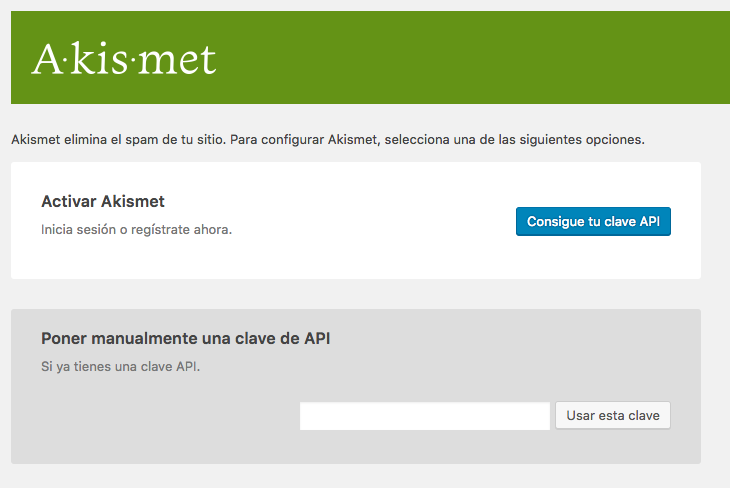 A·kis·met
Akismet elimina el spam de tu sitio. Para configurar Akismet, selecciona una de las siguientes opciones.
Activar Akismet
Inicia sesión o regístrate ahora.
Consigue tu clave API
Poner manualmente una clave de API
Si ya tienes una clave API.
Usar esta clave